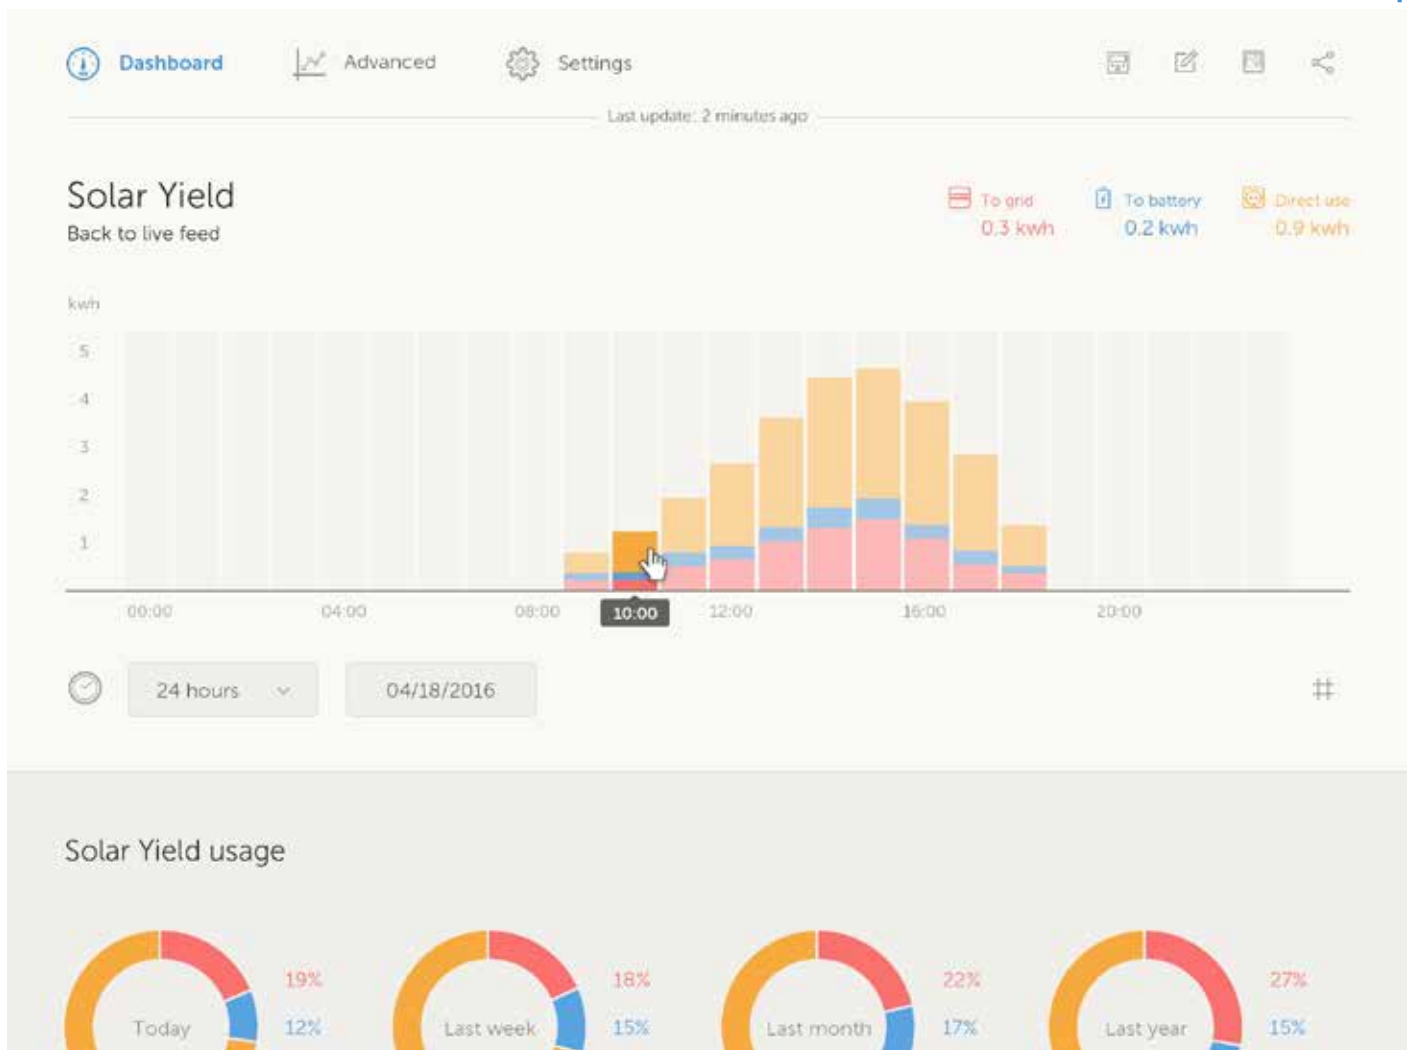 Dashboard
Advanced
Settings
Last update: 2 minutes ago
Solar Yield
Back to live feed
To grid
0.3 kwh
To battery
0.2 kwh
Direct use
0.9 kwh
kwh
5
4
3
2
1
00:00 04:00 08:00 10:00 12:00 16:00 20:00
24 hours
04/18/2016
Solar Yield usage
Today
19%
12%
Last week
18%
15%
Last month
22%
17%
Last year
27%
15%